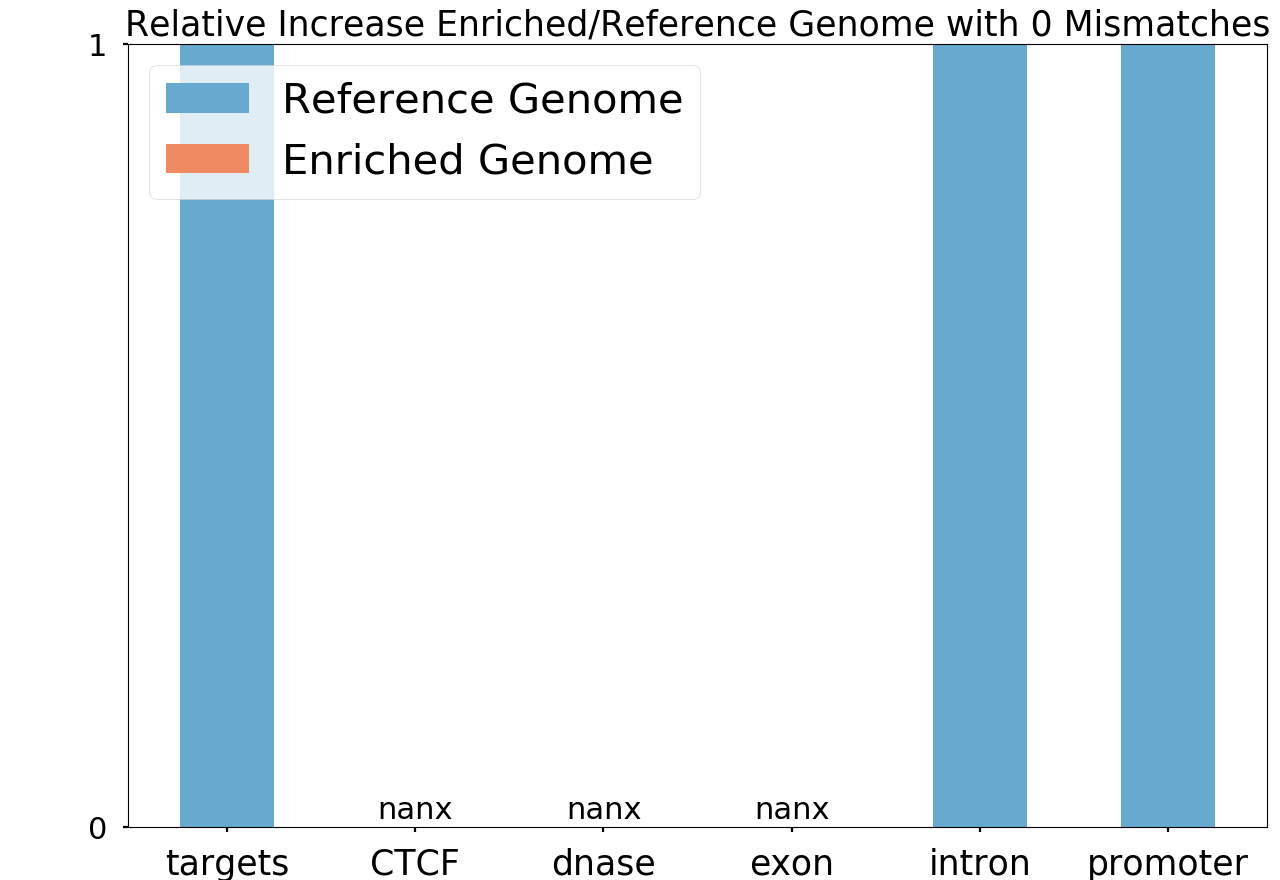 Relative Increase Enriched/Reference Genome with 0 Mismatches
1
Reference Genome
Enriched Genome
nanx nanx nanx
0
targets CTCF dnase exon intron promoter